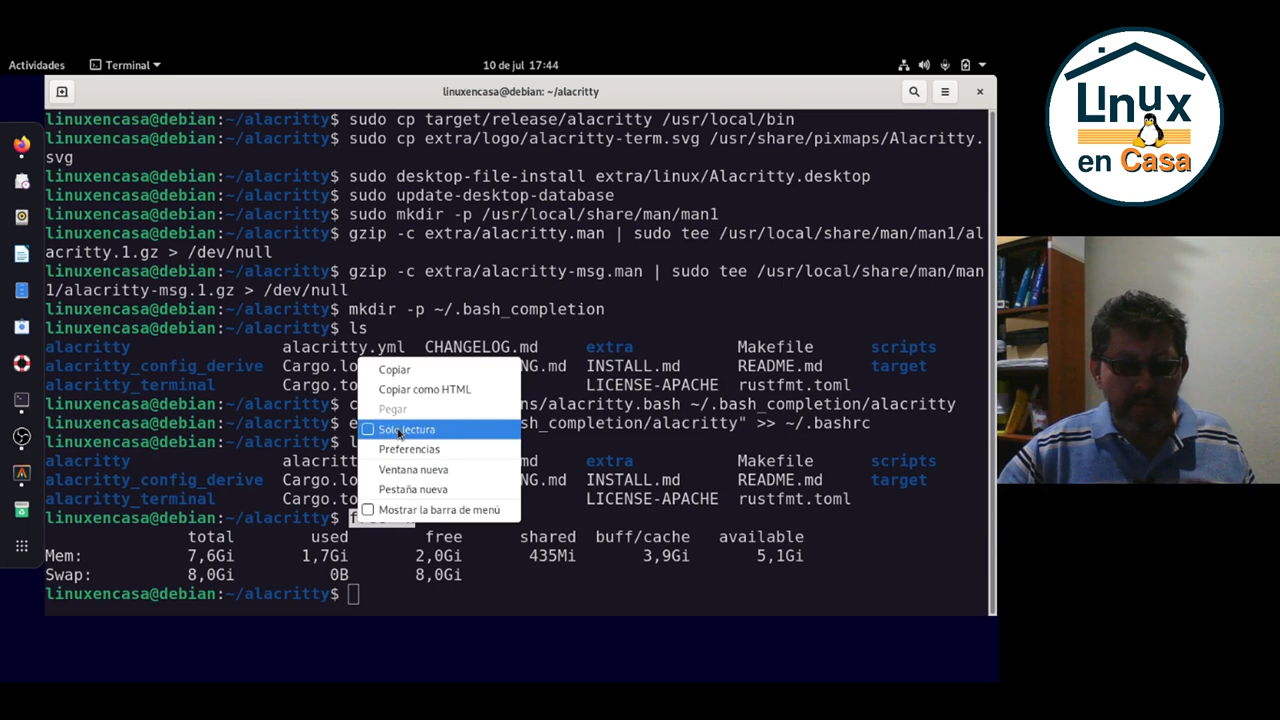 Actividades Terminal 10 de jul 17:44
linuxencasa@debian: ~/alacritty
linuxencasa@debian:~/alacritty$ sudo cp target/release/alacritty /usr/local/bin
linuxencasa@debian:~/alacritty$ sudo cp extra/logo/alacritty-term.svg /usr/share/pixmaps/Alacritty.
svg
linuxencasa@debian:~/alacritty$ sudo desktop-file-install extra/linux/Alacritty.desktop
linuxencasa@debian:~/alacritty$ sudo update-desktop-database
linuxencasa@debian:~/alacritty$ sudo mkdir -p /usr/local/share/man/man1
linuxencasa@debian:~/alacritty$ gzip -c extra/alacritty.man | sudo tee /usr/local/share/man/man1/al
acritty.1.gz > /dev/null
linuxencasa@debian:~/alacritty$ gzip -c extra/alacritty-msg.man | sudo tee /usr/local/share/man/man
1/alacritty-msg.1.gz > /dev/null
linuxencasa@debian:~/alacritty$ mkdir -p ~/.bash_completion
linuxencasa@debian:~/alacritty$ ls
alacritty alacritty.yml CHANGELOG.md extra Makefile scripts
alacritty_config_derive Cargo.lo NG.md INSTALL.md README.md target
alacritty_terminal Cargo.to LICENSE-APACHE rustfmt.toml
linuxencasa@debian:~/alacritty$ c ns/alacritty.bash ~/.bash_completion/alacritty
linuxencasa@debian:~/alacritty$ e sh_completion/alacritty" >> ~/.bashrc
linuxencasa@debian:~/alacritty$ l
alacritty alacritt md extra Makefile scripts
alacritty_config_derive Cargo.lo NG.md INSTALL.md README.md target
alacritty_terminal Cargo.to LICENSE-APACHE rustfmt.toml
linuxencasa@debian:~/alacritty$
total used free shared buff/cache available
Mem: 7,6Gi 1,7Gi 2,0Gi 435Mi 3,9Gi 5,1Gi
Swap: 8,0Gi 0B 8,0Gi
linuxencasa@debian:~/alacritty$
Copiar
Copiar como HTML
Pegar
Sólo lectura
Preferencias
Ventana nueva
Pestaña nueva
Mostrar la barra de menú
Linux
en Casa